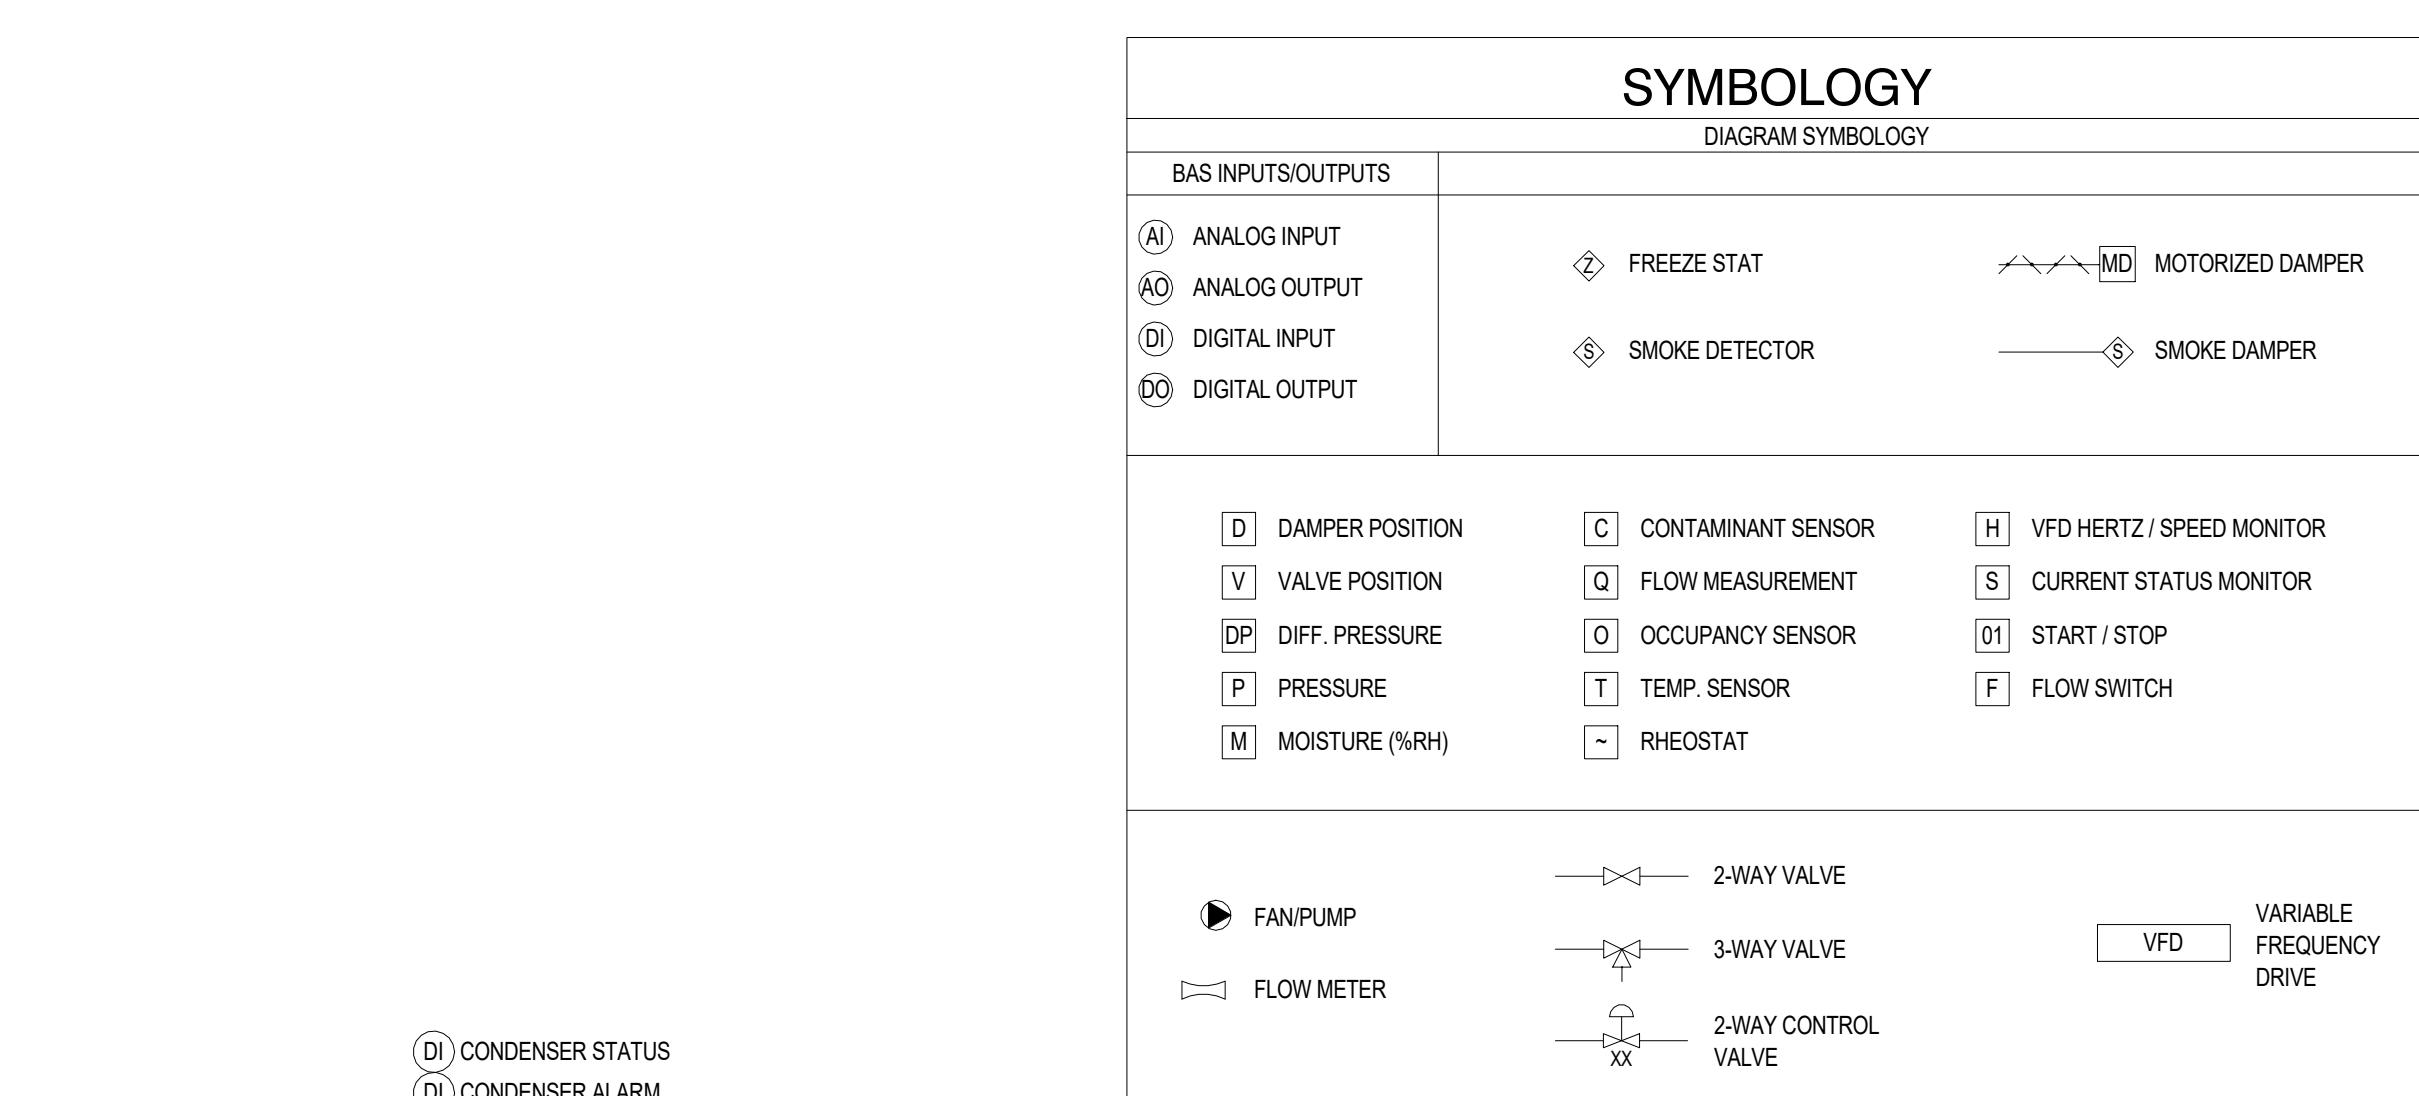 SYMBOLOGY
DIAGRAM SYMBOLOGY
BAS INPUTS/OUTPUTS
AI ANALOG INPUT
AO ANALOG OUTPUT
DI DIGITAL INPUT
DO DIGITAL OUTPUT
Z FREEZE STAT
MD MOTORIZED DAMPER
S SMOKE DETECTOR
S SMOKE DAMPER
D DAMPER POSITION
V VALVE POSITION
DP DIFF. PRESSURE
P PRESSURE
M MOISTURE (%RH)
C CONTAMINANT SENSOR
Q FLOW MEASUREMENT
O OCCUPANCY SENSOR
T TEMP. SENSOR
~ RHEOSTAT
H VFD HERTZ / SPEED MONITOR
S CURRENT STATUS MONITOR
01 START / STOP
F FLOW SWITCH
FAN/PUMP
FLOW METER
2-WAY VALVE
3-WAY VALVE
2-WAY CONTROL
VALVE
XX
VFD
VARIABLE
FREQUENCY
DRIVE
DI CONDENSER STATUS
DI CONDENSER ALARM